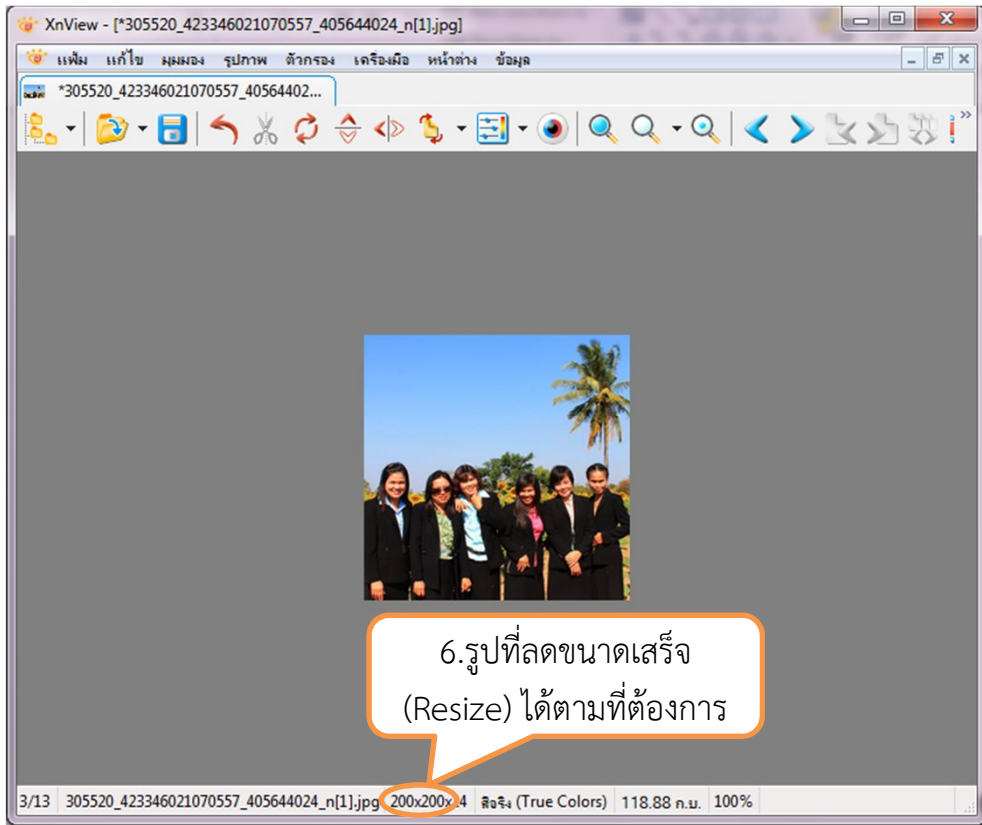 XnView - [*305520_423346021070557_405644024_n[1].jpg]
แฟ้ม แก้ไข มุมมอง รูปภาพ ตัวกรอง เครื่องมือ หน้าต่าง ข้อมูล
*305520_423346021070557_40564402...
6.รูปที่ลดขนาดเสร็จ
(Resize) ได้ตามที่ต้องการ
3/13 305520_423346021070557_405644024_n[1].jpg 200x200x24 สีจริง (True Colors) 118.88 ก.บ. 100%